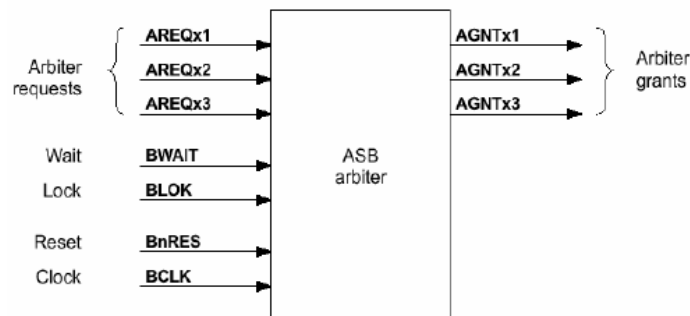 AREQx1
AGNTx1
Arbiter requests
AREQx2
AGNTx2
Arbiter grants
AREQx3
AGNTx3
Wait
BWAIT
ASB arbiter
Lock
BLOK
Reset
BnRES
Clock
BCLK